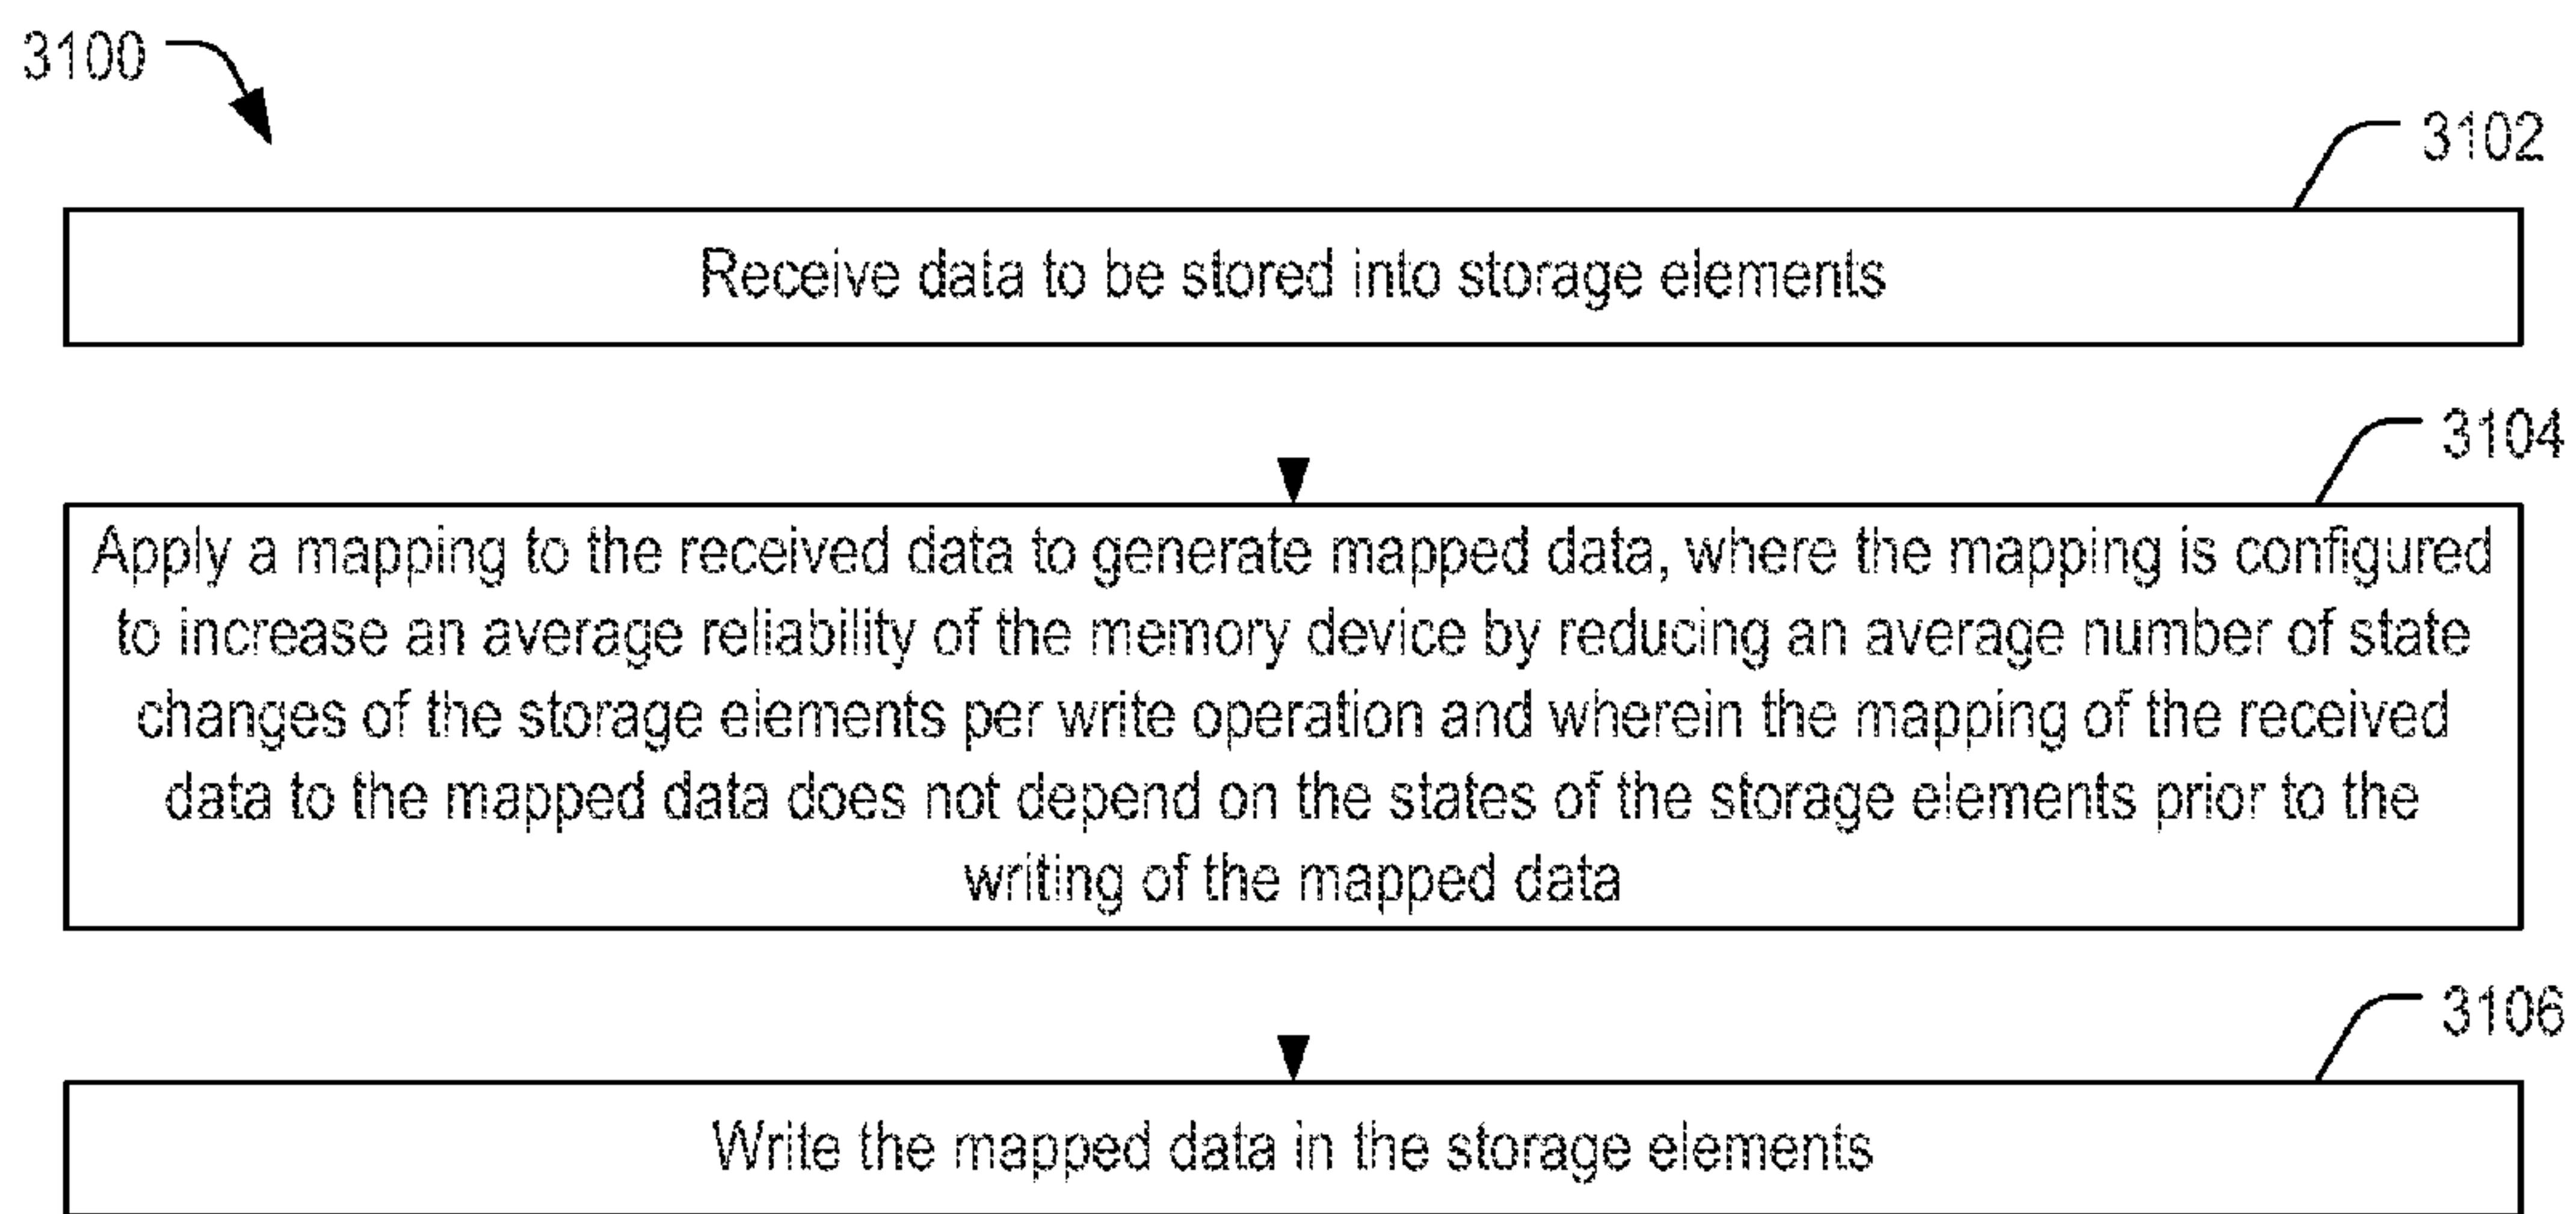 3100
3102
Receive data to be stored into storage elements
3104
Apply a mapping to the received data to generate mapped data, where the mapping is configured
to increase an average reliability of the memory device by reducing an average number of state
changes of the storage elements per write operation and wherein the mapping of the received
data to the mapped data does not depend on the states of the storage elements prior to the
writing of the mapped data
3106
Write the mapped data in the storage elements